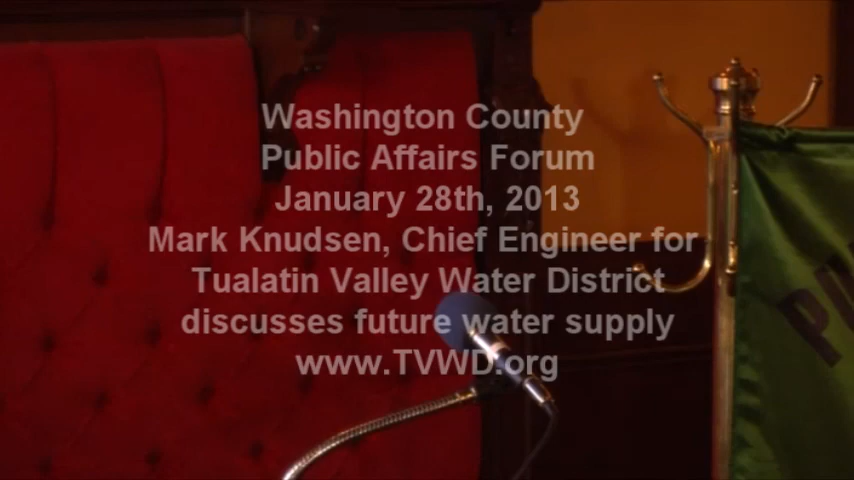 Washington County
Public Affairs Forum
January 28th, 2013
Mark Knudsen, Chief Engineer for
Tualatin Valley Water District
discusses future water supply
www.TVWD.org